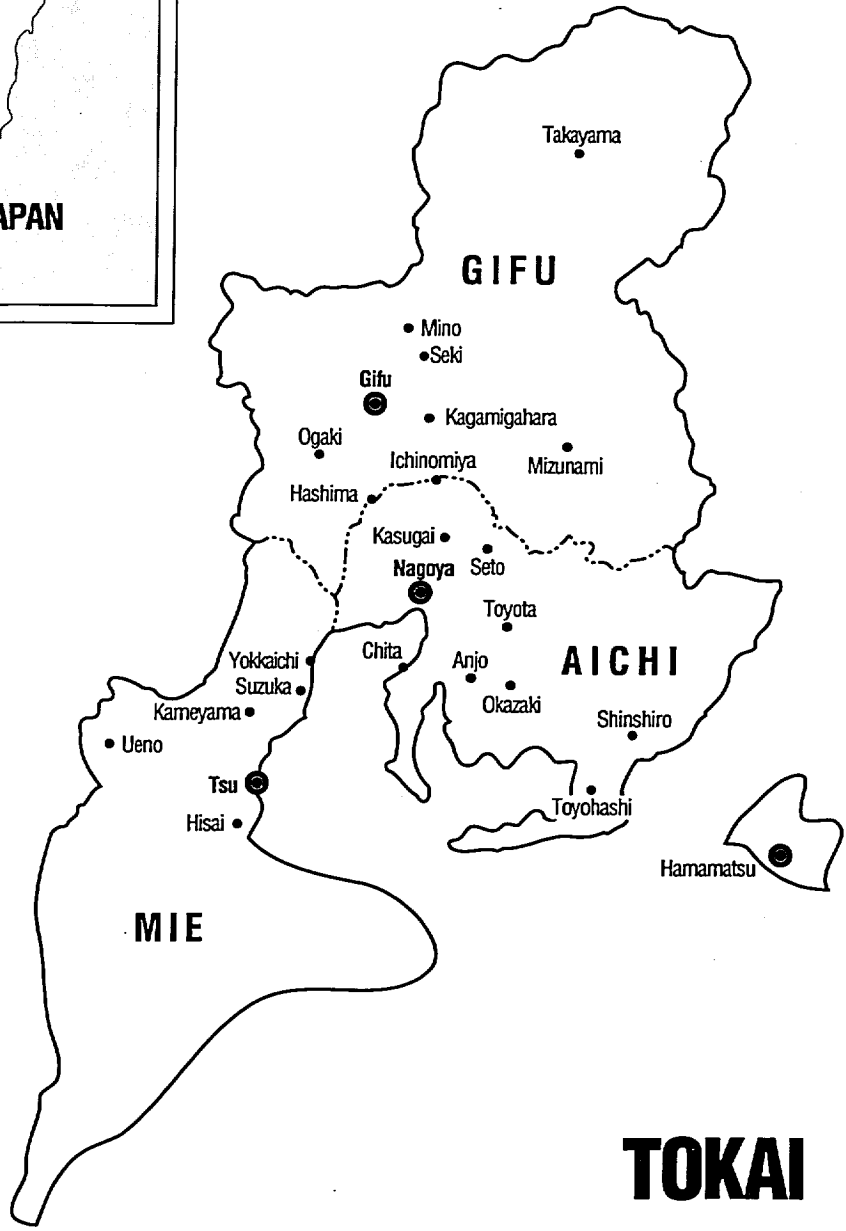 APAN
Takayama
GIFU
Mino
Seki
Gifu
Kagamigahara
Ogaki
Ichinomiya
Mizunami
Hashima
Kasugai
Seto
Nagoya
Toyota
Chita
AICHI
Yokkaichi
Anjo
Suzuka
Okazaki
Kameyama
Shinshiro
Ueno
Tsu
Toyohashi
Hisai
Hamamatsu
MIE
TOKAI